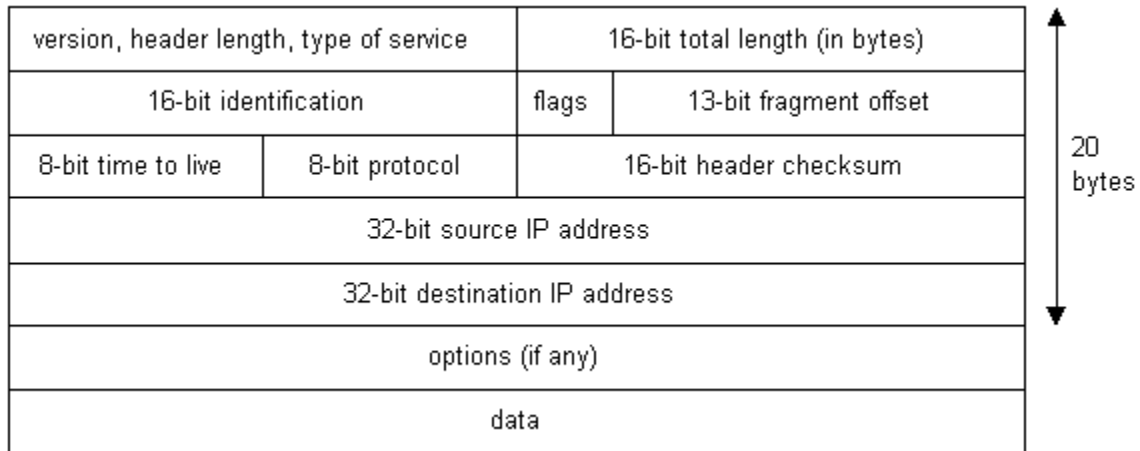 version, header length, type of service
16-bit total length (in bytes)
16-bit identification
flags
13-bit fragment offset
8-bit time to live
8-bit protocol
16-bit header checksum
32-bit source IP address
32-bit destination IP address
options (if any)
data
20
bytes